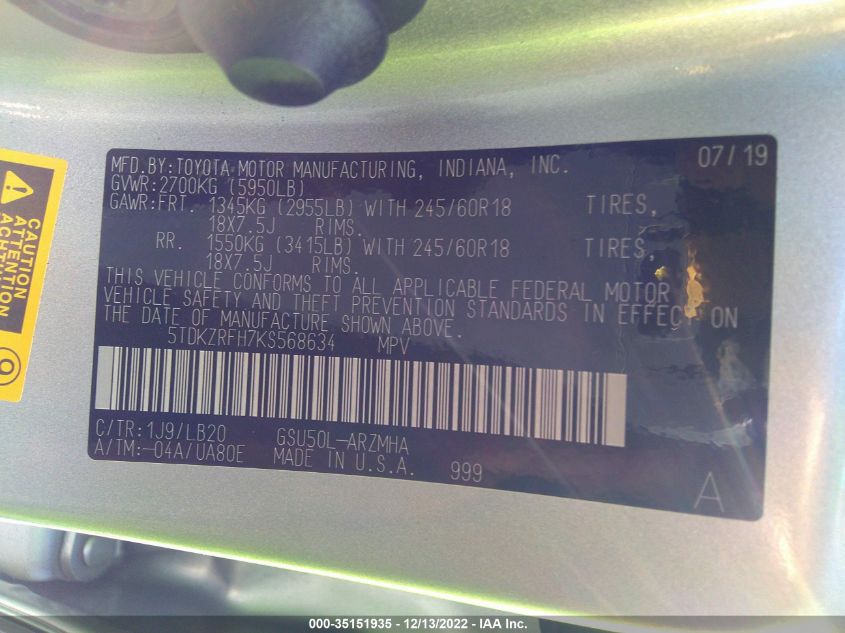 MFD.BY:TOYOTA MOTOR MANUFACTURING, INDIANA, INC. 07/19
GVWR:2700KG (5950LB)
GAWR:FRT. 1345KG (2955LB) WITH 245/60R18 TIRES,
18X7.5J RIMS.
RR. 1550KG (3415LB) WITH 245/60R18 TIRES,
18X7.5J RIMS.
THIS VEHICLE CONFORMS TO ALL APPLICABLE FEDERAL MOTOR
VEHICLE SAFETY AND THEFT PREVENTION STANDARDS IN EFFECT ON
THE DATE OF MANUFACTURE SHOWN ABOVE.
5TDKZRFH7KS568634 MPV
C/TR:1J9/LB20 GSU50L-ARZMHA
A/TM:-04A/UA80E MADE IN U.S.A. 999
A
CAUTION
ATTENTION
ACHTUNG
000-35151935 - 12/13/2022 - IAA Inc.